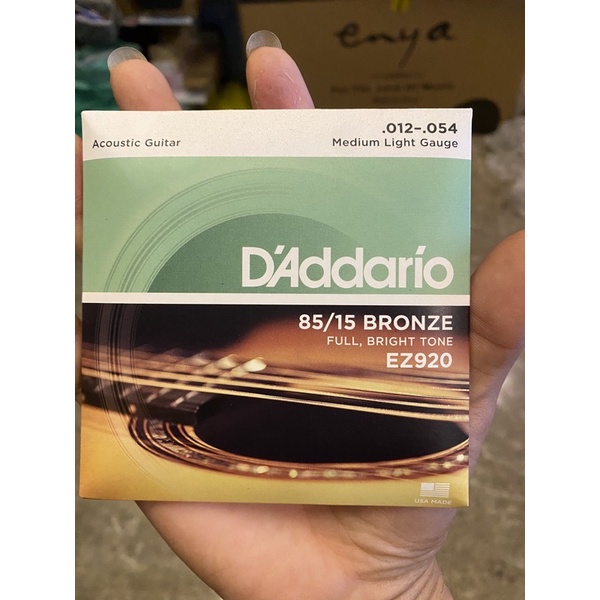 enya
.012-.054
Acoustic Guitar
Medium Light Gauge
D'Addario
85/15 BRONZE
FULL, BRIGHT TONE
EZ920
USA MADE